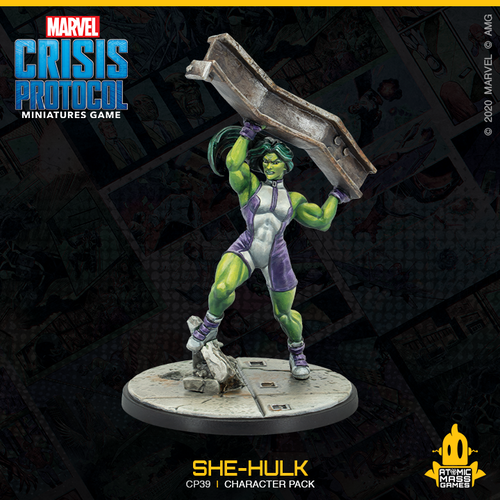 MARVEL
CRISIS
PROTOCOL
MINIATURES GAME
© 2020 MARVEL © AMG
SHE-HULK
CP39 | CHARACTER PACK
ATOMIC
MASS
GAMES